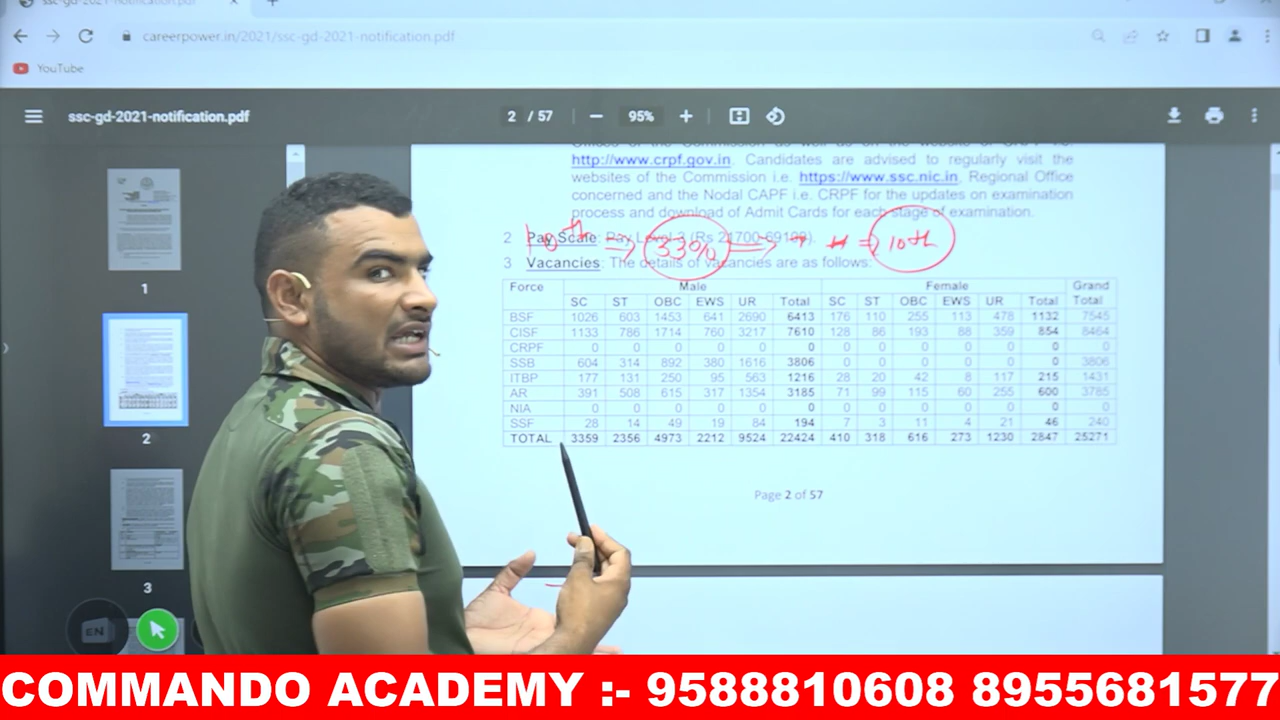 ssc-gd-2021-notification.pdf
careerpower.in/2021/ssc-gd-2021-notification.pdf
YouTube
ssc-gd-2021-notification.pdf 2 / 57 95%
http://www.crpf.gov.in. Candidates are advised to regularly visit the
websites of the Commission i.e. https://www.ssc.nic.in, Regional Office
concerned and the Nodal CAPF i.e. CRPF for the updates on examination
process and download of Admit Cards for each stage of examination.
2 Pay Scale: Pay Level-3 (Rs 21700-69100).
10th ⇒ 33% ⇒ ⇒ 10th
3 Vacancies: The details of vacancies are as follows:
Force Male Female Grand
SC ST OBC EWS UR Total SC ST OBC EWS UR Total Total
BSF 1026 603 1453 641 2690 6413 176 110 255 113 478 1132 7545
CISF 1133 786 1714 760 3217 7610 128 86 193 88 359 854 8464
CRPF 0 0 0 0 0 0 0 0 0 0 0 0 0
SSB 604 314 892 380 1616 3806 0 0 0 0 0 0 3806
ITBP 177 131 250 95 563 1216 28 20 42 8 117 215 1431
AR 391 508 615 317 1354 3185 71 99 115 60 255 600 3785
NIA 0 0 0 0 0 0 0 0 0 0 0 0 0
SSF 28 14 49 19 84 194 7 3 11 4 21 46 240
TOTAL 3359 2356 4973 2212 9524 22424 410 318 616 273 1230 2847 25271
Page 2 of 57
1
2
3
EN
COMMANDO ACADEMY :- 9588810608 8955681577